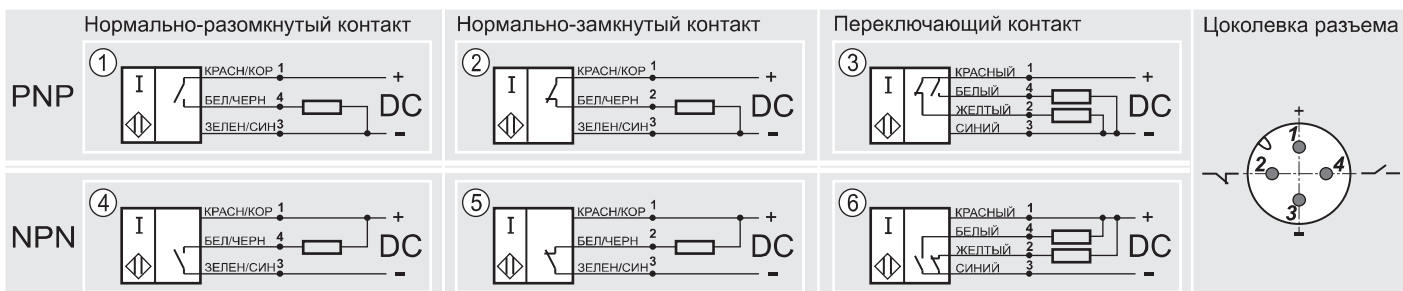 Нормально-разомкнутый контакт
Нормально-замкнутый контакт
Переключающий контакт
Цоколевка разъема
PNP
1
I
КРАСН/КОР 1
+
БЕЛ/ЧЕРН 4
DC
ЗЕЛЕН/СИН 3
-
2
I
КРАСН/КОР 1
+
БЕЛ/ЧЕРН 2
DC
ЗЕЛЕН/СИН 3
-
3
I
КРАСНЫЙ 1
+
БЕЛЫЙ 4
DC
ЖЕЛТЫЙ 2
СИНИЙ 3
-
+
1
2
4
3
-
NPN
4
I
КРАСН/КОР 1
+
БЕЛ/ЧЕРН 4
DC
ЗЕЛЕН/СИН 3
-
5
I
КРАСН/КОР 1
+
БЕЛ/ЧЕРН 2
DC
ЗЕЛЕН/СИН 3
-
6
I
КРАСНЫЙ 1
+
БЕЛЫЙ 4
DC
ЖЕЛТЫЙ 2
СИНИЙ 3
-